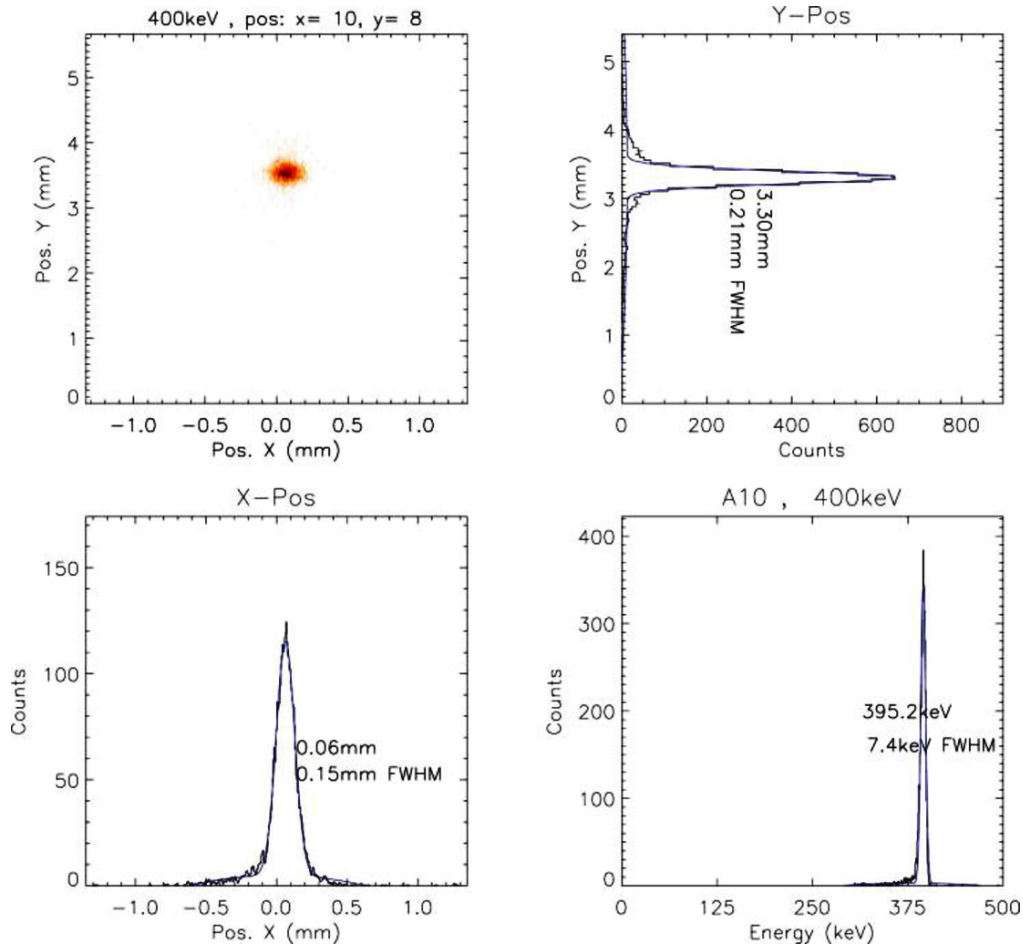 400keV , pos: x= 10, y= 8
5
4
3
2
1
0
Pos. Y (mm)
-1.0 -0.5 0.0 0.5 1.0
Pos. X (mm)
Y-Pos
5
4
3
2
1
0
Pos. Y (mm)
3.30mm
0.21mm FWHM
0 200 400 600 800
Counts
X-Pos
150
100
50
0
Counts
0.06mm
0.15mm FWHM
-1.0 -0.5 0.0 0.5 1.0
Pos. X (mm)
A10 , 400keV
400
300
200
100
0
Counts
395.2keV
7.4keV FWHM
0 125 250 375 500
Energy (keV)